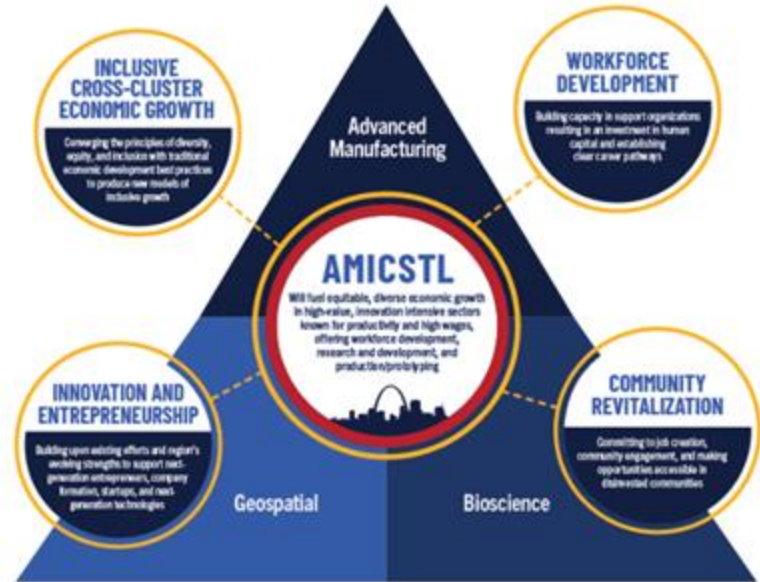 INCLUSIVE
CROSS-CLUSTER
ECONOMIC GROWTH
Converging the principles of diversity,
equity, and inclusion with traditional
economic development best practices
to produce new models of
inclusive growth
WORKFORCE
DEVELOPMENT
Building capacity in support organizations
resulting in an investment in human
capital and establishing
clear career pathways
Advanced
Manufacturing
AMICSTL
Will fuel equitable, diverse economic growth
in high-value, innovation intensive sectors
known for productivity and high wages,
offering workforce development,
research and development, and
production/prototyping
INNOVATION AND
ENTREPRENEURSHIP
Building upon existing efforts and region's
evolving strengths to support next-
generation entrepreneurs, company
formation, startups, and next-
generation technologies
COMMUNITY
REVITALIZATION
Committing to job creation,
community engagement, and making
opportunities accessible in
disinvested communities
Geospatial
Bioscience